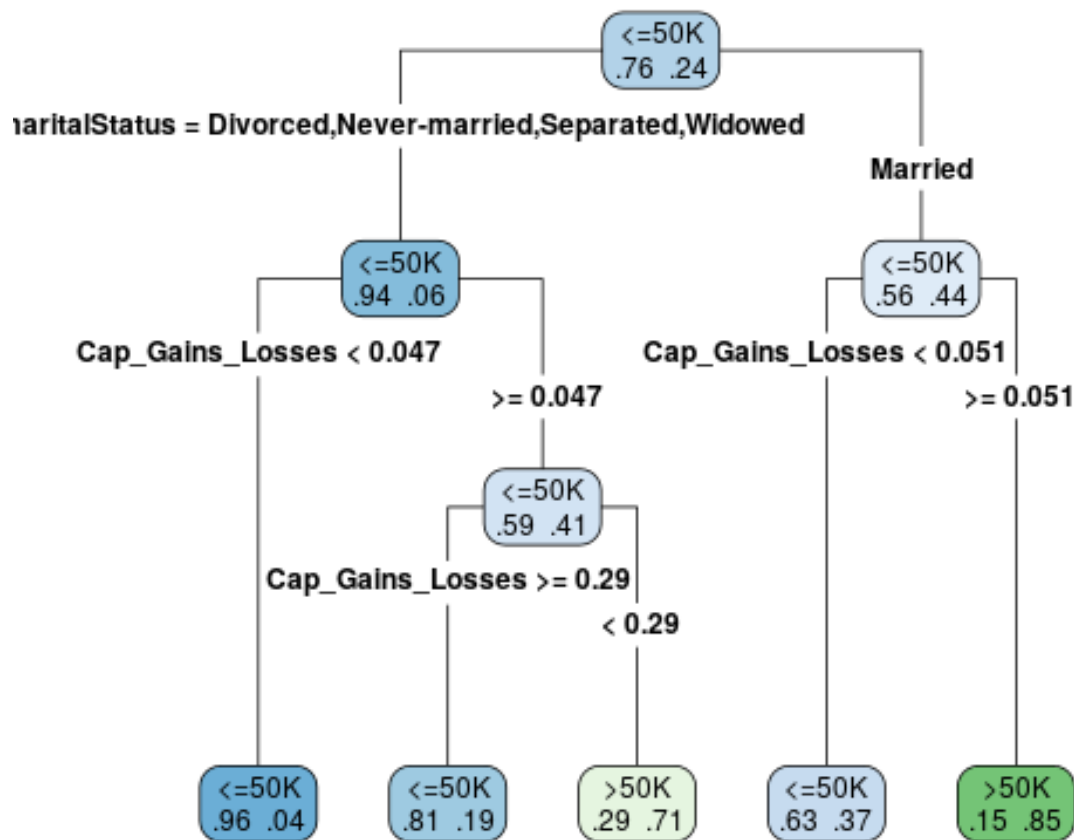 <=50K
.76 .24
maritalStatus = Divorced,Never-married,Separated,Widowed
Married
<=50K
.94 .06
<=50K
.56 .44
Cap_Gains_Losses < 0.047
Cap_Gains_Losses < 0.051
>= 0.047
>= 0.051
<=50K
.59 .41
Cap_Gains_Losses >= 0.29
< 0.29
<=50K
.96 .04
<=50K
.81 .19
>50K
.29 .71
<=50K
.63 .37
>50K
.15 .85